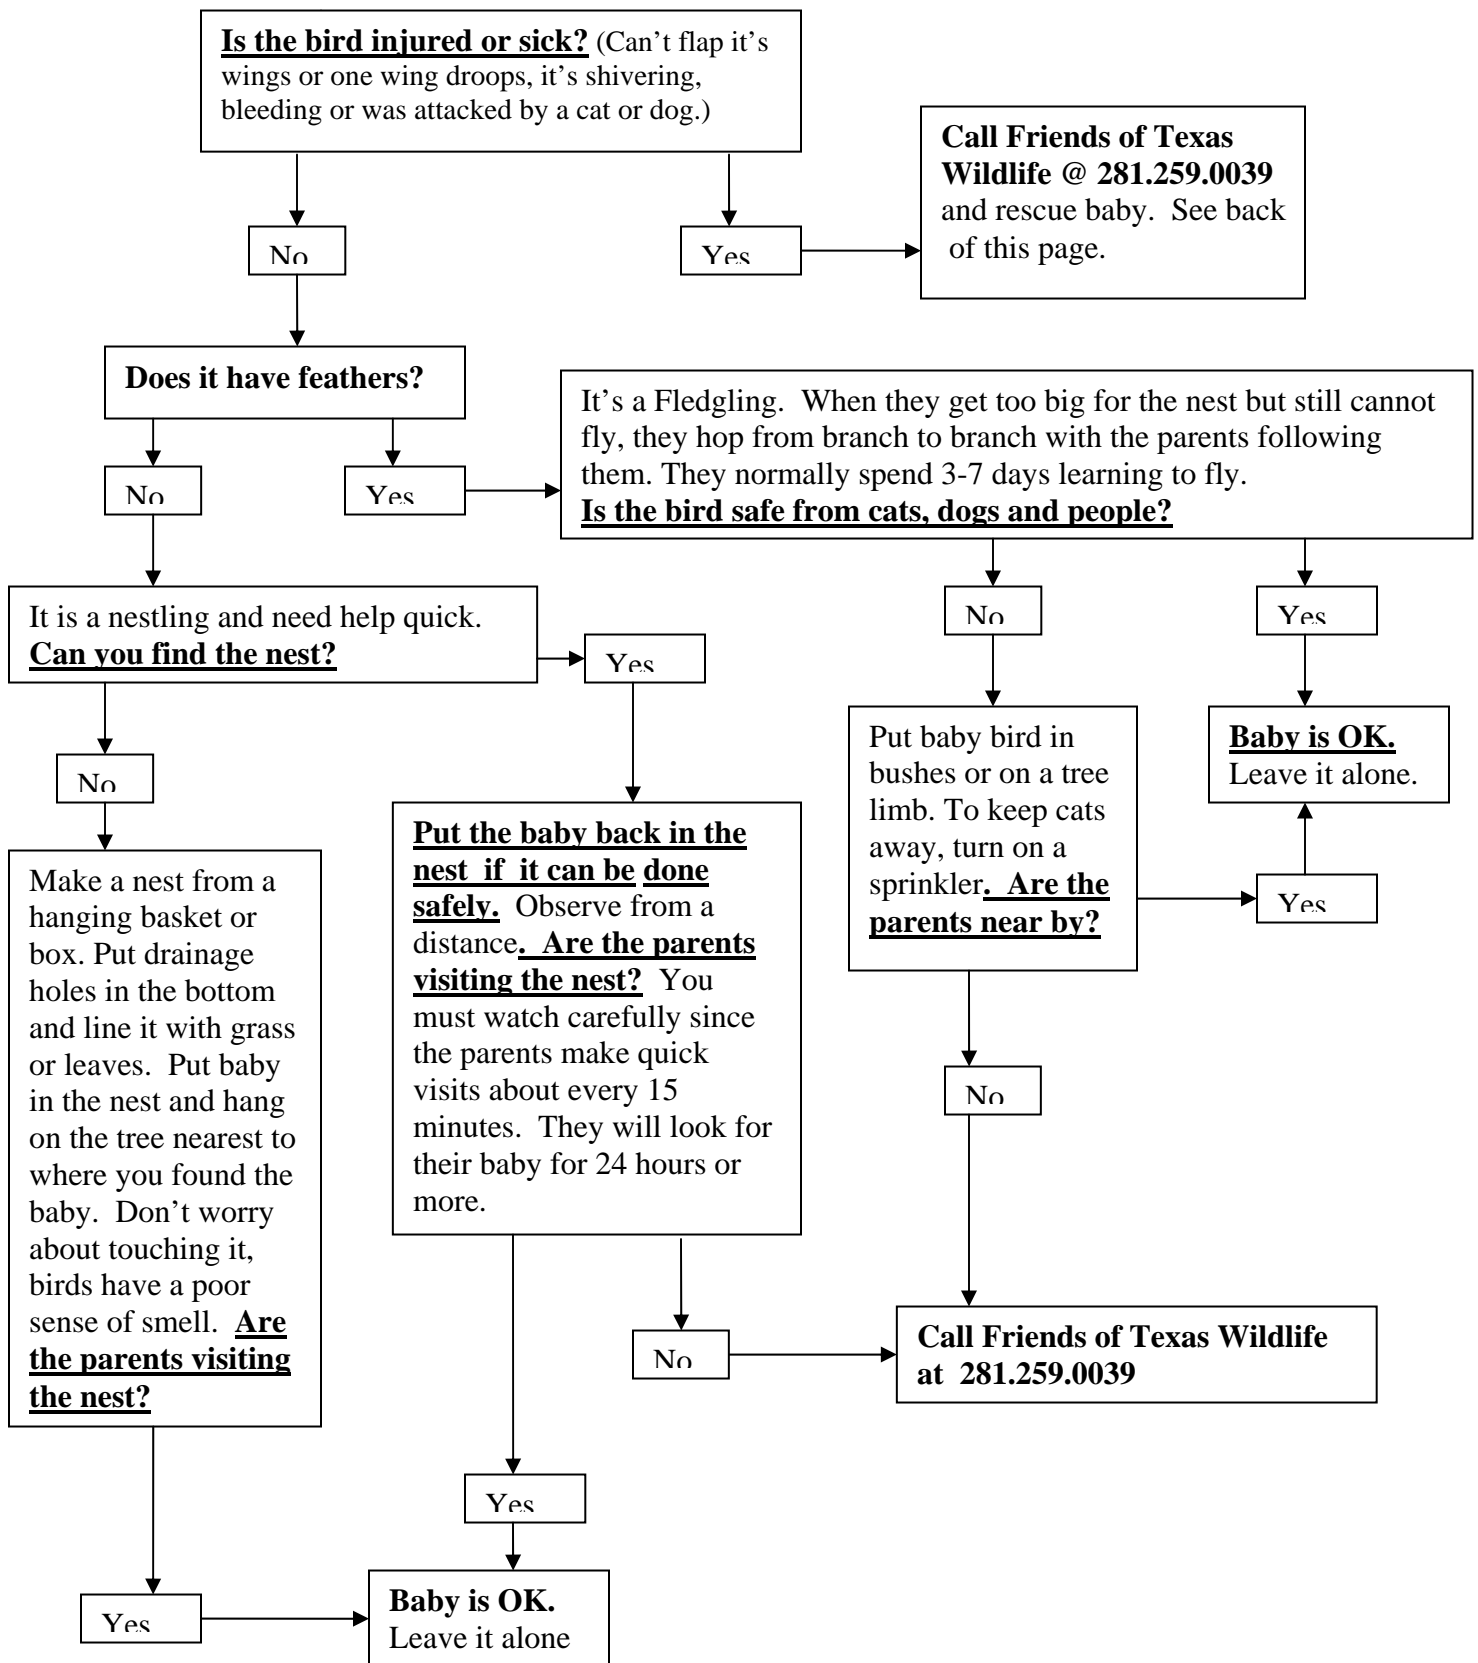 Is the bird injured or sick? (Can't flap it's
wings or one wing droops, it's shivering,
bleeding or was attacked by a cat or dog.)
Call Friends of Texas
Wildlife @ 281.259.0039
and rescue baby.  See back
of this page.
No
Yes
Does it have feathers?
It's a Fledgling.  When they get too big for the nest but still cannot
fly, they hop from branch to branch with the parents following
them. They normally spend 3-7 days learning to fly.
Is the bird safe from cats, dogs and people?
No
Yes
No
Yes
It is a nestling and need help quick.
Can you find the nest?
Yes
No
Put baby bird in
bushes or on a tree
limb. To keep cats
away, turn on a
sprinkler.  Are the
parents near by?
Baby is OK.
Leave it alone.
Yes
Put the baby back in the
nest  if  it can be done
safely.  Observe from a
distance.  Are the parents
visiting the nest?  You
must watch carefully since
the parents make quick
visits about every 15
minutes.  They will look for
their baby for 24 hours or
more.
Make a nest from a
hanging basket or
box. Put drainage
holes in the bottom
and line it with grass
or leaves.  Put baby
in the nest and hang
on the tree nearest to
where you found the
baby.  Don't worry
about touching it,
birds have a poor
sense of smell.  Are
the parents visiting
the nest?
No
No
Call Friends of Texas Wildlife
at  281.259.0039
Yes
Yes
Baby is OK.
Leave it alone